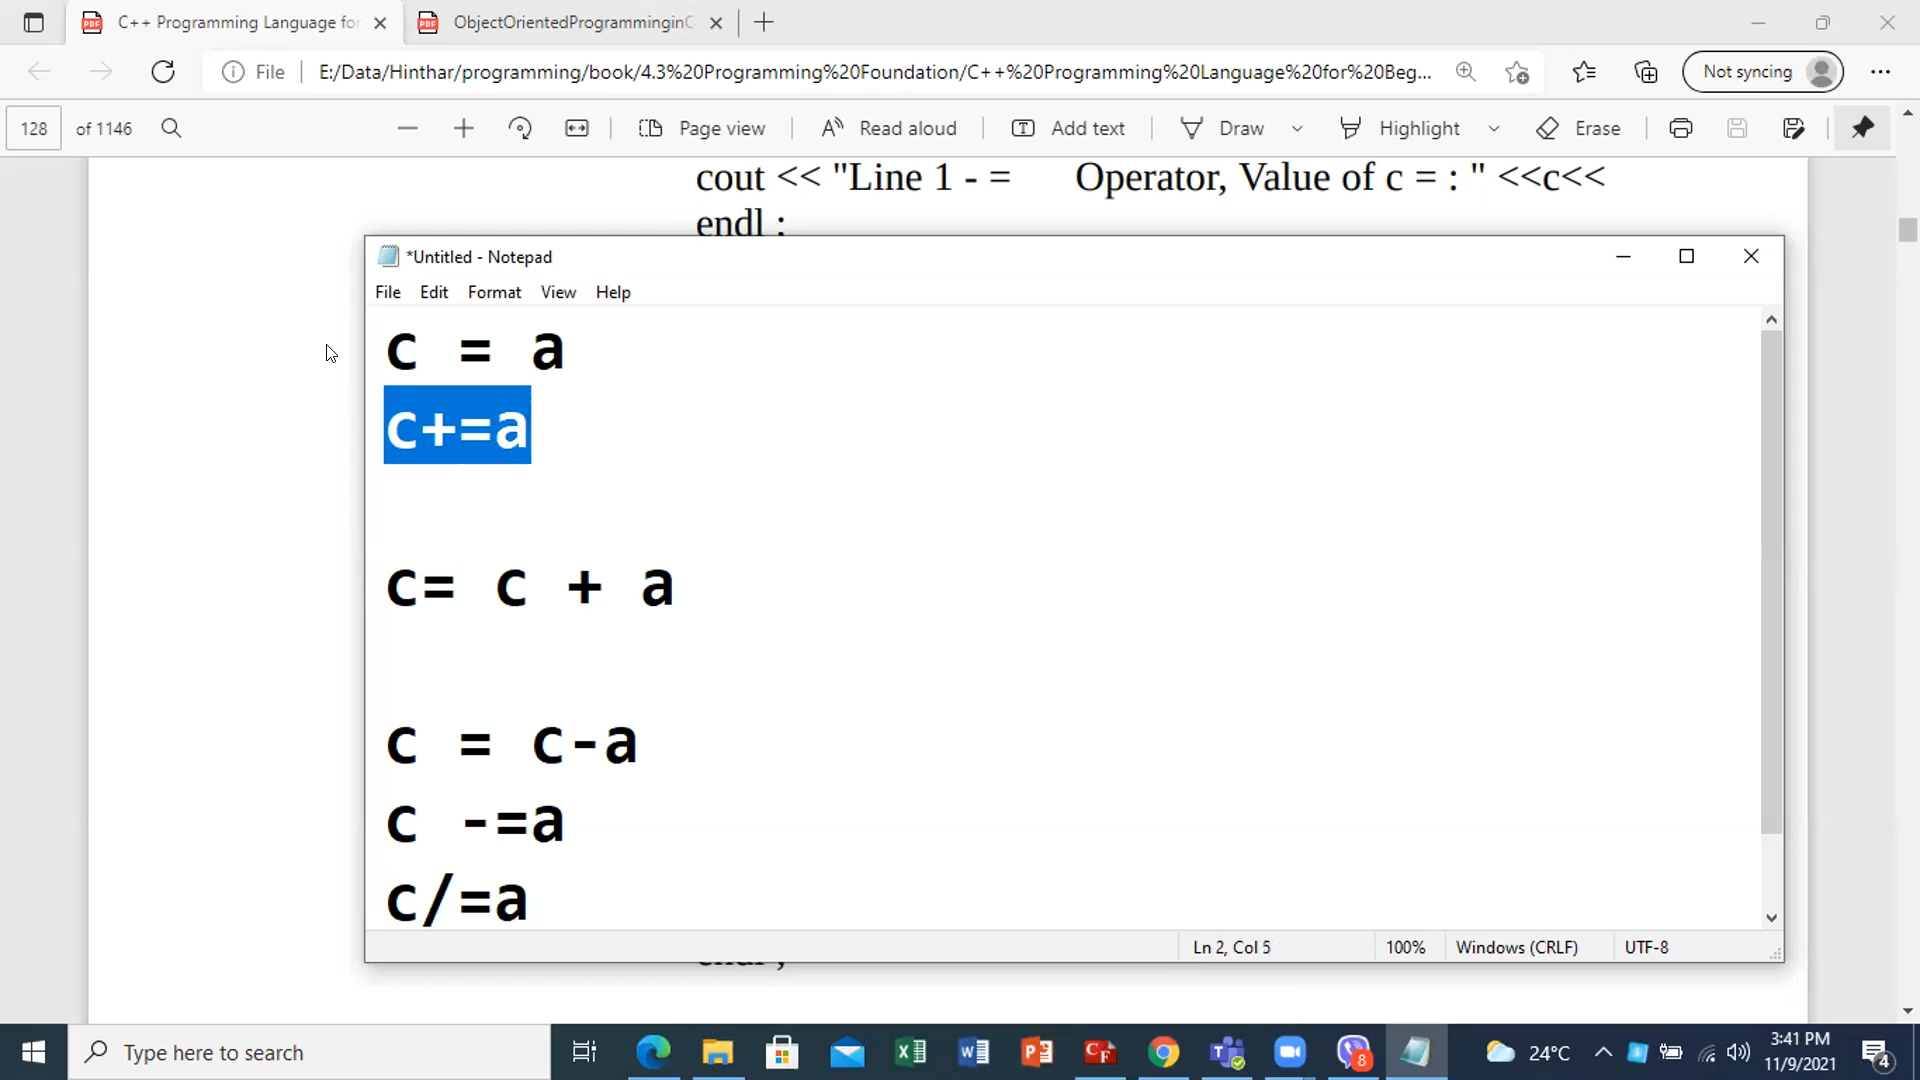 C++ Programming Language for
ObjectOrientedProgramminginC
File
E:/Data/Hinthar/programming/book/4.3%20Programming%20Foundation/C++%20Programming%20Language%20for%20Beg...
Not syncing
128 of 1146
Page view
Read aloud
Add text
Draw
Highlight
Erase
cout << "Line 1 - = Operator, Value of c = : " <<c<<
endl ;
*Untitled - Notepad
File Edit Format View Help
c = a
c+=a
c= c + a
c = c-a
c -=a
c/=a
Ln 2, Col 5 100% Windows (CRLF) UTF-8
endl ;
Type here to search
24°C
3:41 PM
11/9/2021
8
4